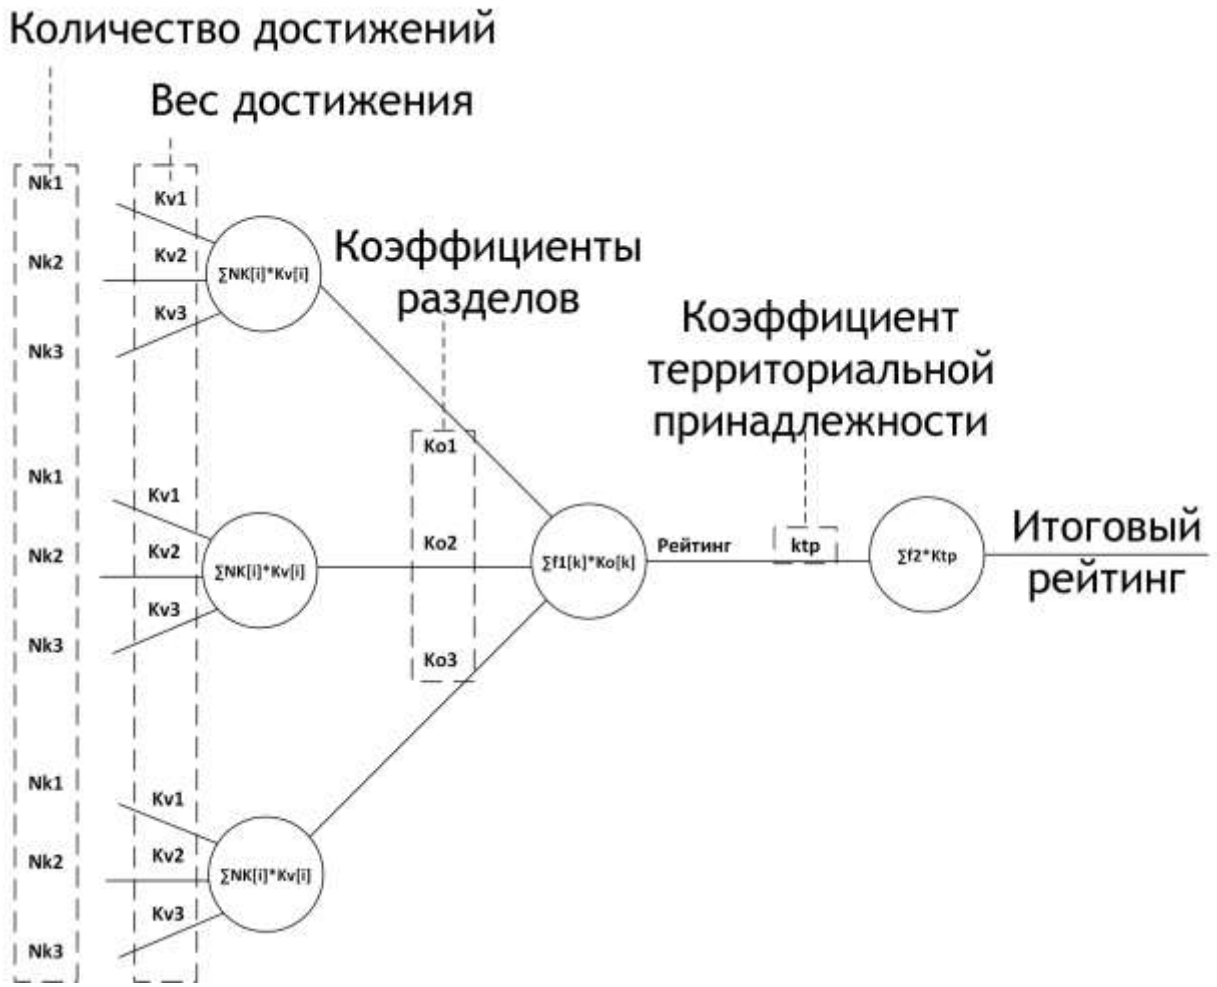 Количество достижений
Вес достижения
Nk1
Kv1
Nk2
Kv2
∑NK[i]*Kv[i]
Kv3
Nk3
Коэффициенты
разделов
Коэффициент
территориальной
принадлежности
Ko1
Nk1
Kv1
Nk2
Kv2
∑NK[i]*Kv[i]
Kv3
Nk3
Ko2
Ko3
∑f1[k]*Ko[k]
Рейтинг
ktp
∑f2*Ktp
Итоговый
рейтинг
Nk1
Kv1
Nk2
Kv2
∑NK[i]*Kv[i]
Kv3
Nk3